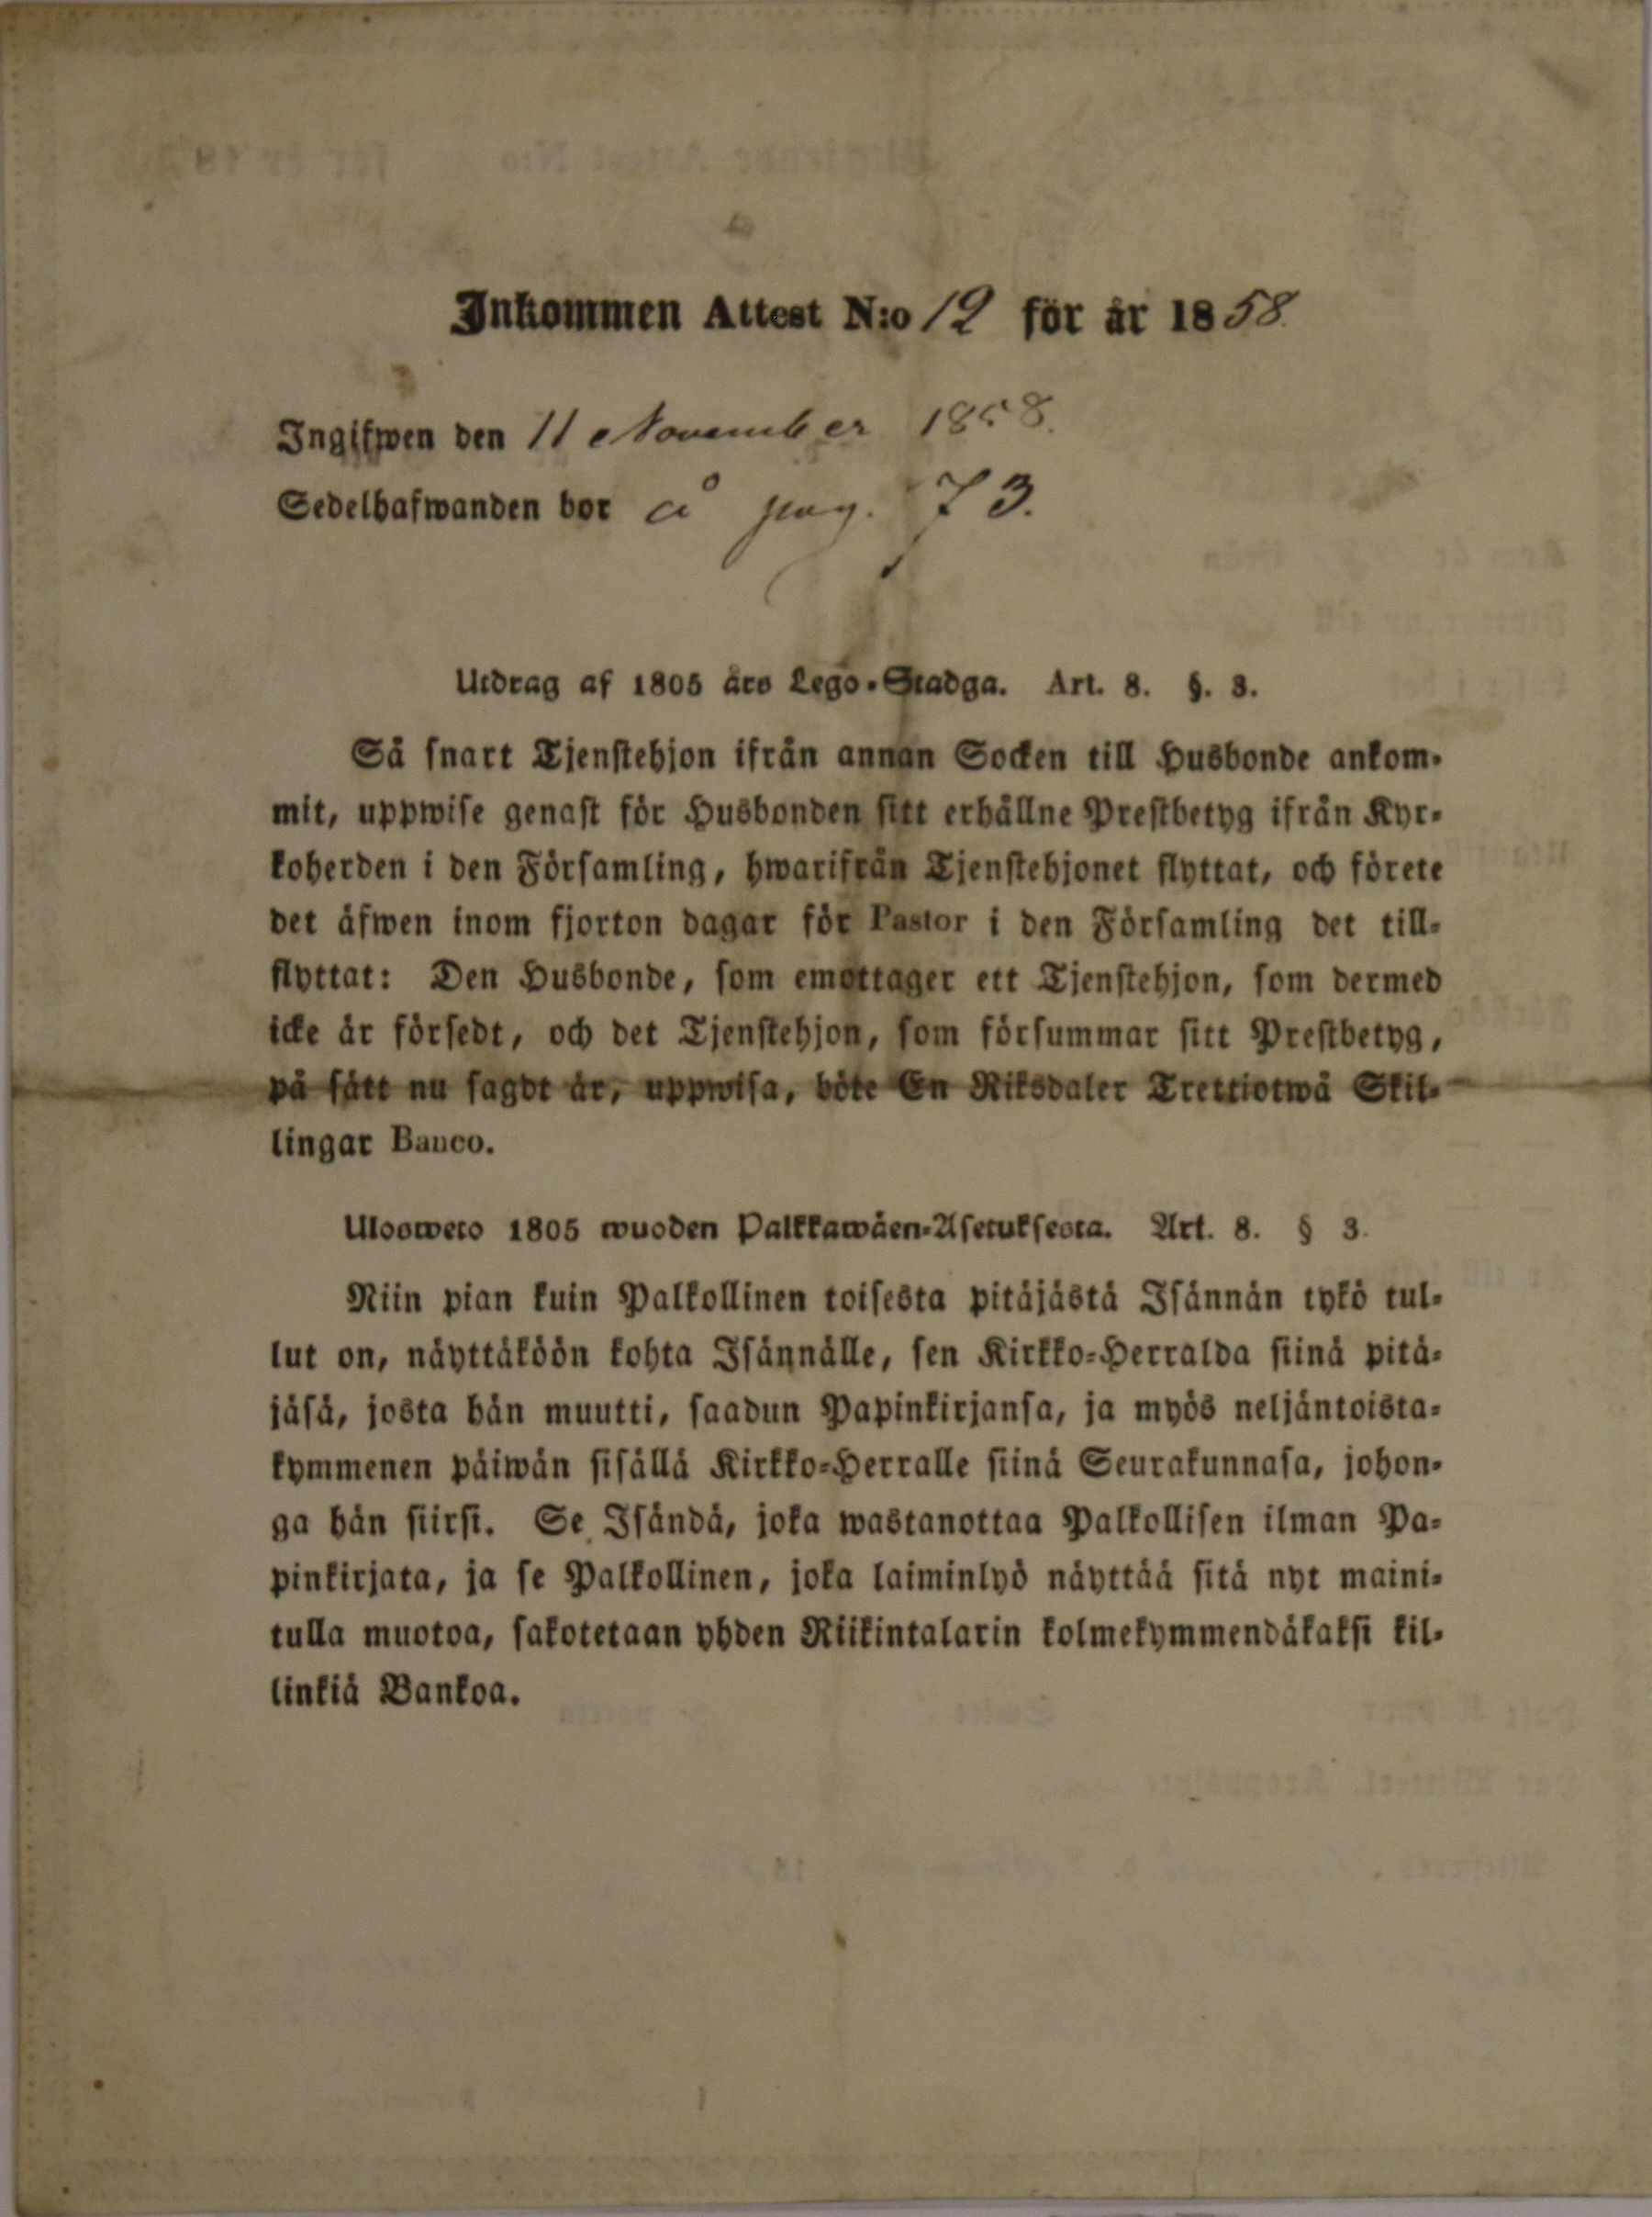 Inkommen Attest N:o 12 för år 1858.
Ingifwen den 11 November 1858.
Sedelhafwanden bor å pag. 73.
Utdrag af 1805 års Lego-Stadga. Art. 8. §. 3.
Så snart Tjenstehjon ifrån annan Socken till Husbonde ankom-
mit, uppwise genast för Husbonden sitt erhållne Prestbetyg ifrån Kyr-
koherden i den Församling, hwarifrån Tjenstehjonet flyttat, och förete
det äfwen inom fjorton dagar för Pastor i den Församling det till-
flyttat: Den Husbonde, som emottager ett Tjenstehjon, som dermed
icke är försedt, och det Tjenstehjon, som försummar sitt Prestbetyg,
på sätt nu sagdt är, uppwisa, böte En Riksdaler Trettiotwå Skil-
lingar Banco.
Ulosweto 1805 wuoden Palkkawäen-Asetuksesta. Art. 8. § 3.
Niin pian kuin Palkollinen toisesta pitäjästä Isännän tykö tul-
lut on, näyttäköön kohta Isännälle, sen Kirkko-Herralda siinä pitä-
jäsä, josta hän muutti, saadun Papinkirjansa, ja myös neljäntoista-
kymmenen päiwän sisällä Kirkko-Herralle siinä Seurakunnasa, johon-
ga hän siirsi. Se Isändä, joka wastanottaa Palkollisen ilman Pa-
pinkirjata, ja se Palkollinen, joka laiminlyö näyttää sitä nyt maini-
tulla muotoa, sakotetaan yhden Riikintalarin kolmekymmendäkaksi kil-
linkiä Bankoa.